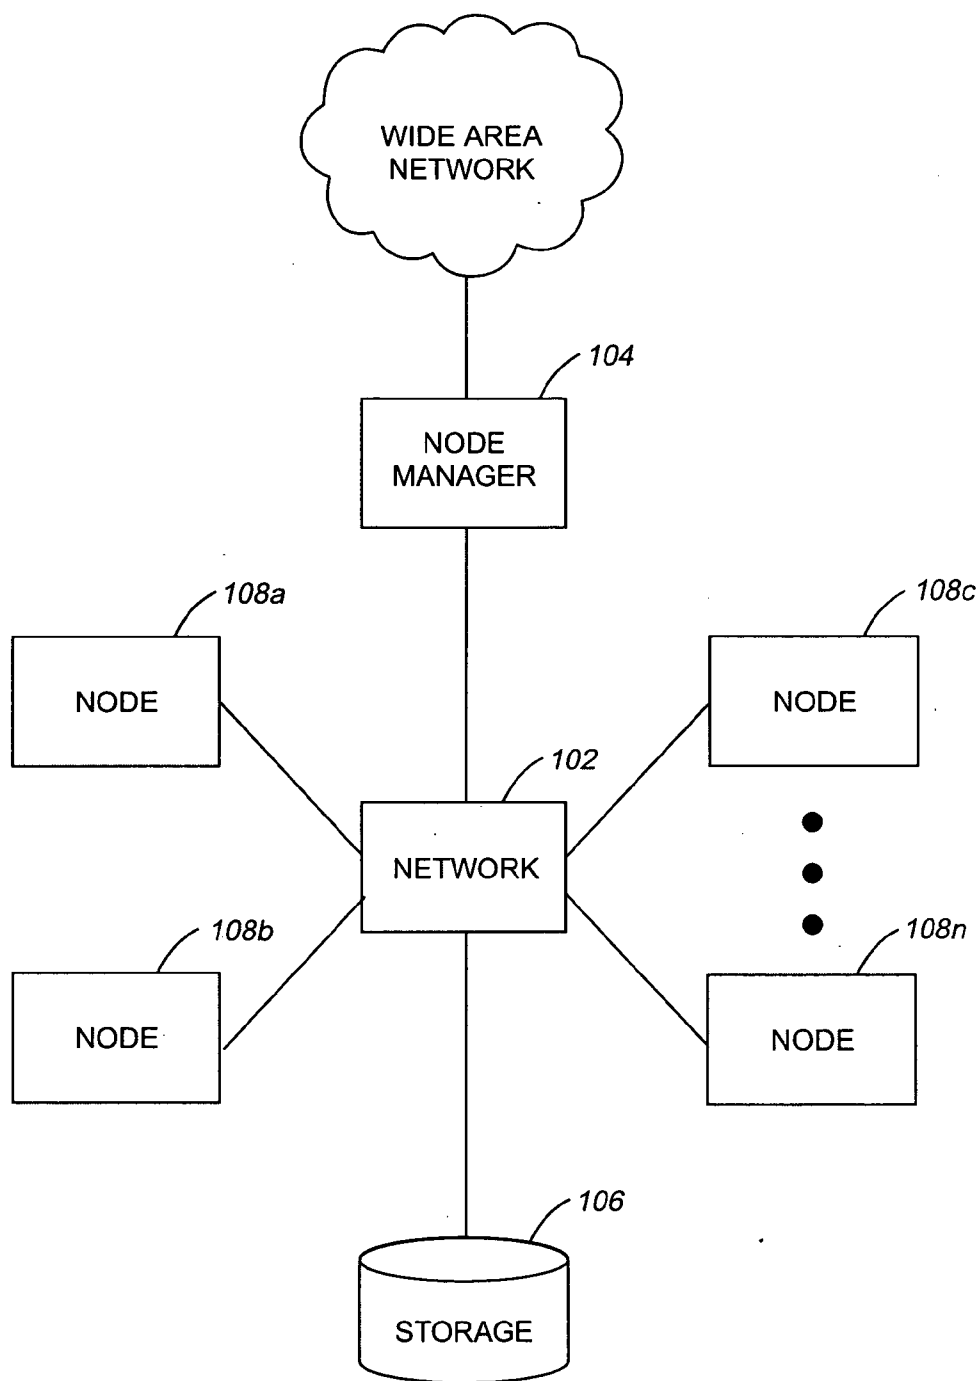 WIDE AREA
NETWORK
104
NODE
MANAGER
108a
108c
NODE
NODE
102
NETWORK
108b
108n
NODE
NODE
106
STORAGE